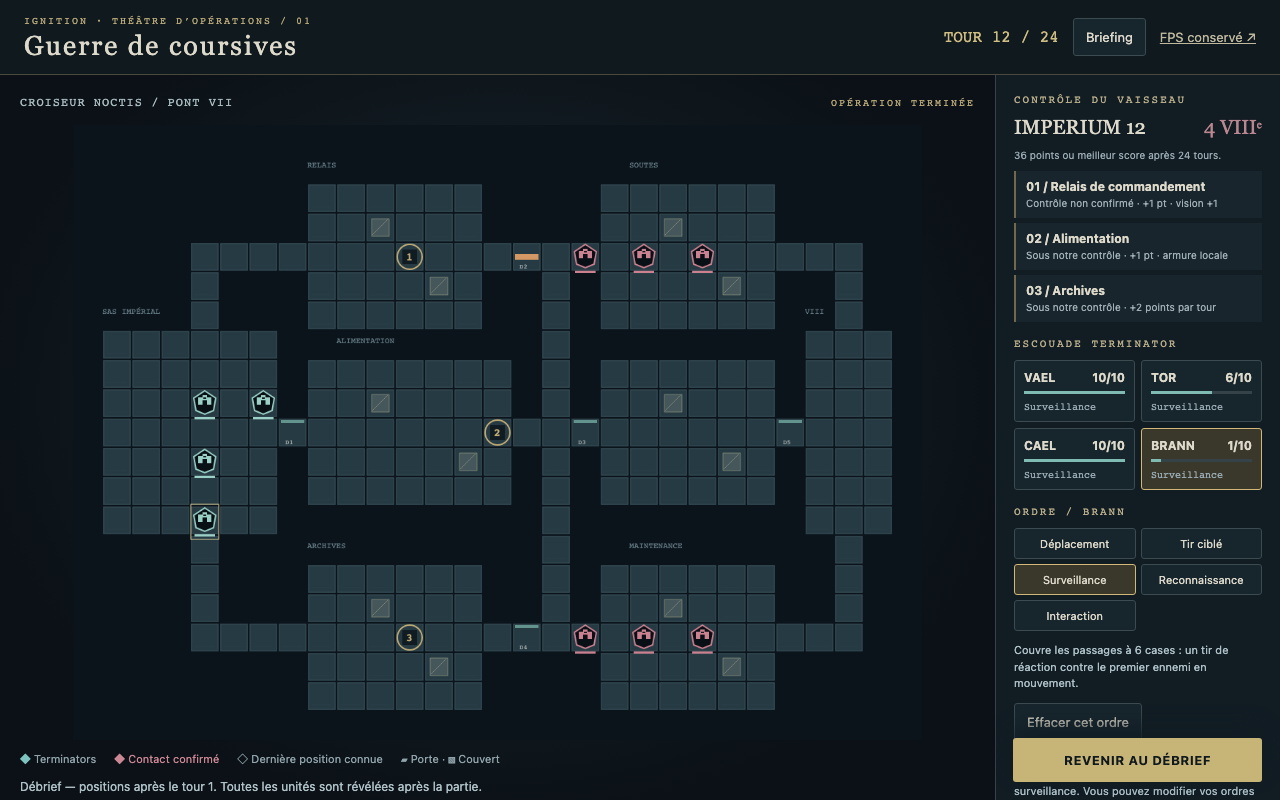 IGNITION · THÉÂTRE D'OPÉRATIONS / 01
Guerre de coursives
TOUR 12 / 24
Briefing
FPS conservé ↗
CROISEUR NOCTIS / PONT VII
OPÉRATION TERMINÉE
RELAIS
SOUTES
1
D2
SAS IMPÉRIAL
VIII
ALIMENTATION
2
D1
D3
D5
ARCHIVES
MAINTENANCE
3
D4
Terminators
Contact confirmé
Dernière position connue
Porte · Couvert
Débrief — positions après le tour 1. Toutes les unités sont révélées après la partie.
CONTRÔLE DU VAISSEAU
IMPERIUM 12
4 VIIIᵉ
36 points ou meilleur score après 24 tours.
01 / Relais de commandement
Contrôle non confirmé · +1 pt · vision +1
02 / Alimentation
Sous notre contrôle · +1 pt · armure locale
03 / Archives
Sous notre contrôle · +2 points par tour
ESCOUADE TERMINATOR
VAEL 10/10
Surveillance
TOR 6/10
Surveillance
CAEL 10/10
Surveillance
BRANN 1/10
Surveillance
ORDRE / BRANN
Déplacement
Tir ciblé
Surveillance
Reconnaissance
Interaction
Couvre les passages à 6 cases : un tir de
réaction contre le premier ennemi en
mouvement.
Effacer cet ordre
REVENIR AU DÉBRIEF
surveillance. Vous pouvez modifier vos ordres